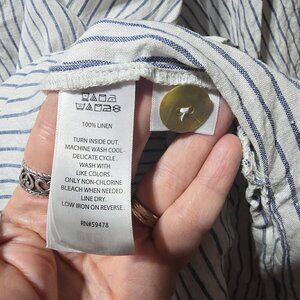 100% LINEN
TURN INSIDE OUT
MACHINE WASH COOL
DELICATE CYCLE.
WASH WITH
LIKE COLORS.
ONLY NON-CHLORINE
BLEACH WHEN NEEDED
LINE DRY.
LOW IRON ON REVERSE.
RN#59478